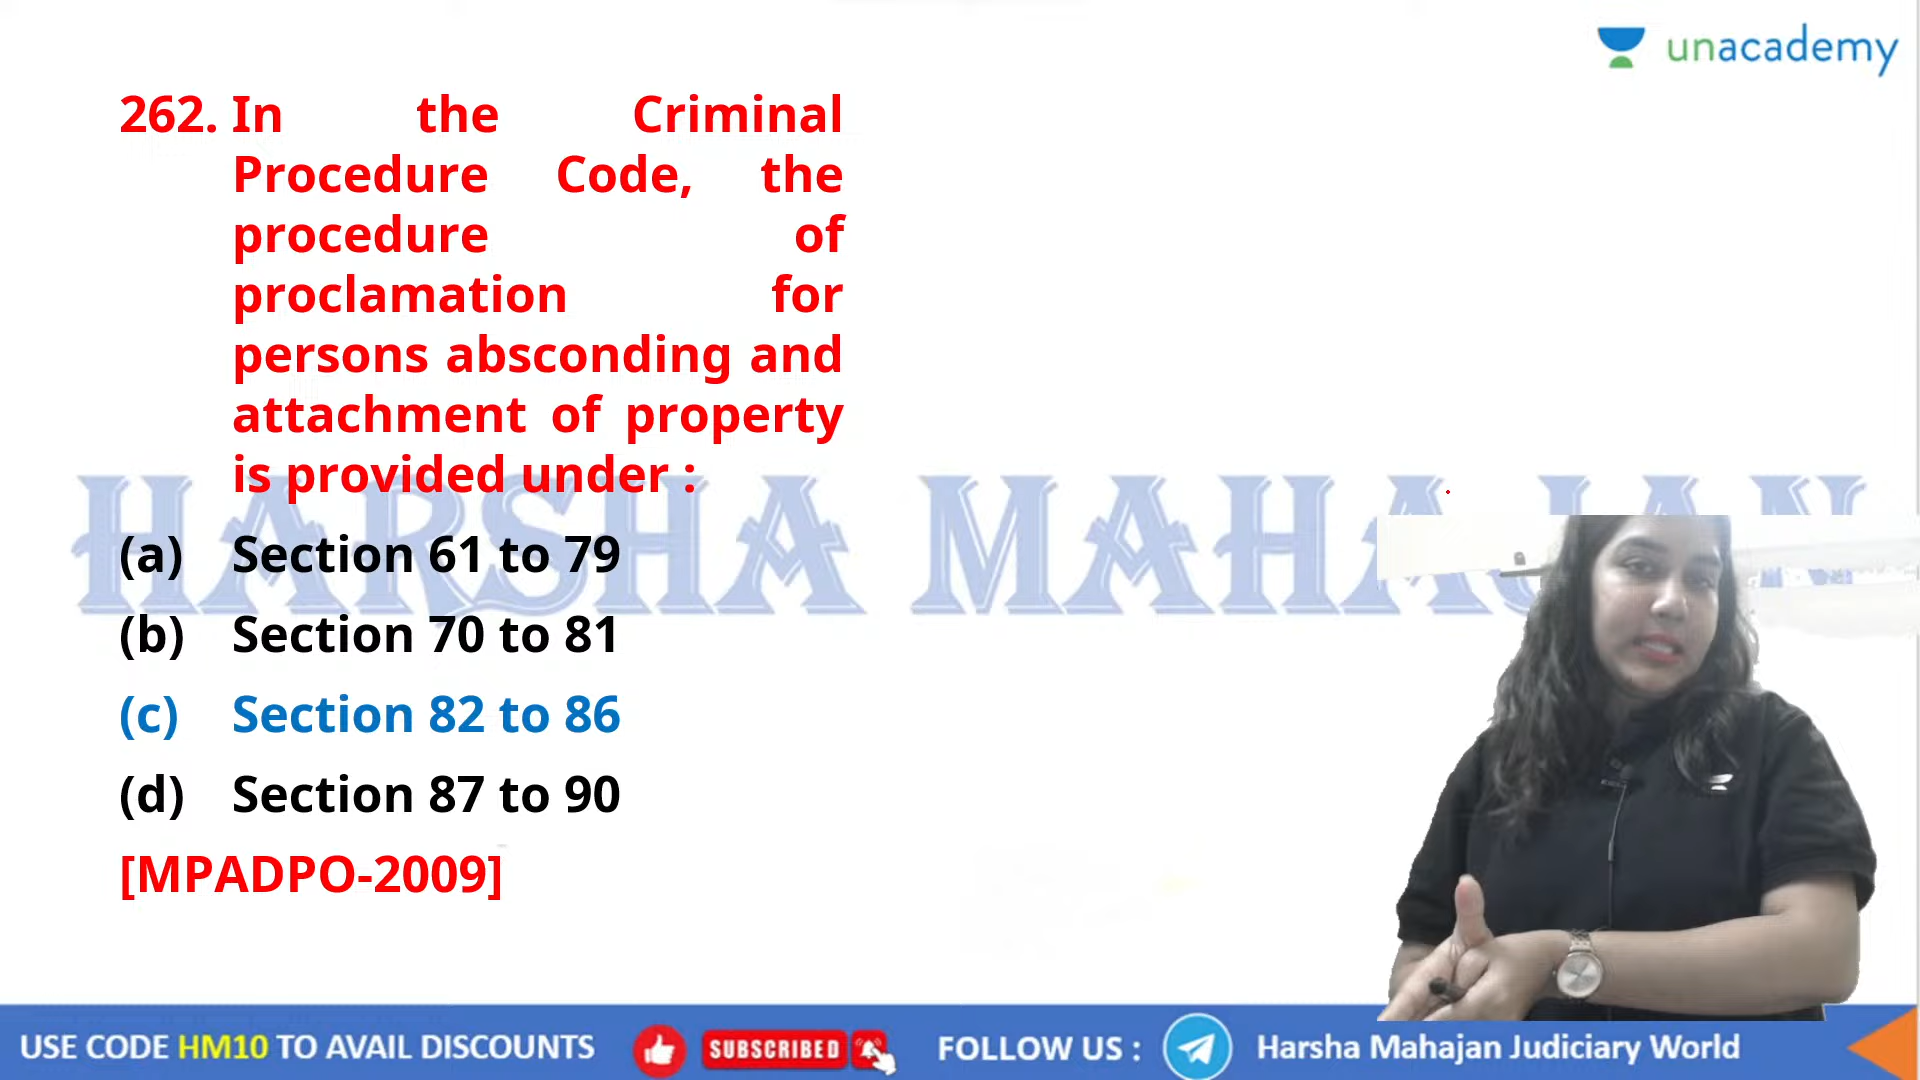 unacademy
262. In the Criminal
Procedure Code, the
procedure of
proclamation for
persons absconding and
attachment of property
is provided under :
HARSHA MAHAJAN
(a) Section 61 to 79
(b) Section 70 to 81
(c) Section 82 to 86
(d) Section 87 to 90
[MPADPO-2009]
USE CODE HM10 TO AVAIL DISCOUNTS
SUBSCRIBED
FOLLOW US :
Harsha Mahajan Judiciary World